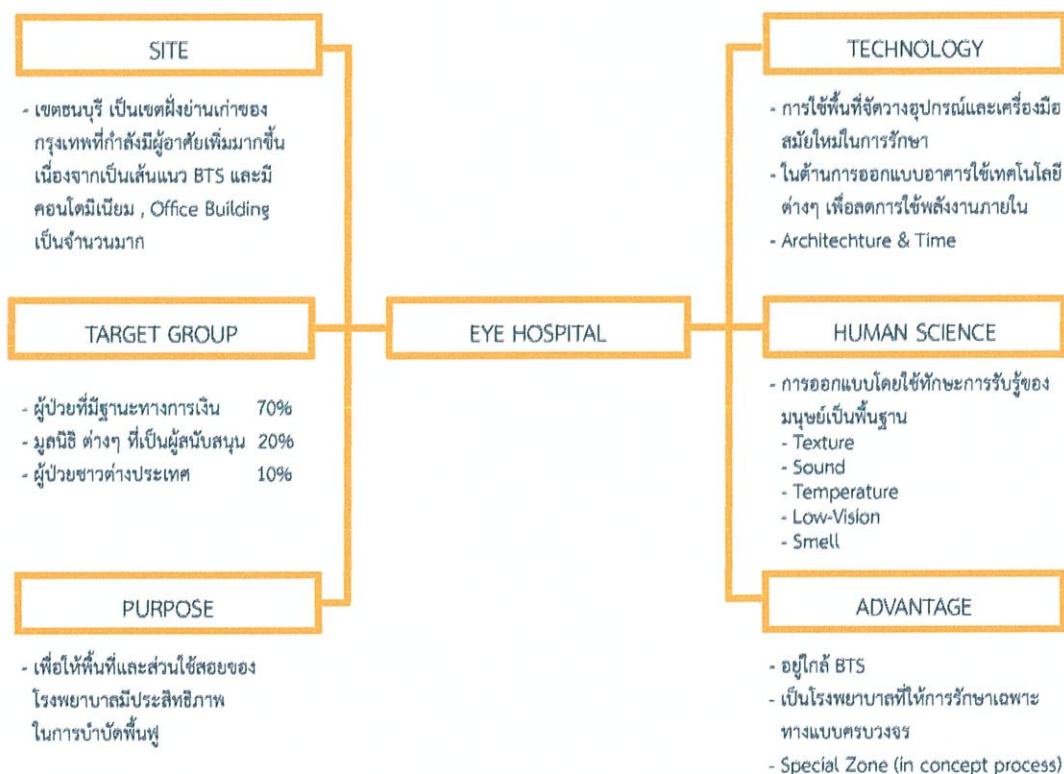 SITE
- เขตธนบุรี เป็นเขตฝั่งย่านเก่าของ
กรุงเทพที่กำลังมีผู้อาศัยเพิ่มมากขึ้น
เนื่องจากเป็นเส้นแนว BTS และมี
คอนโดมิเนียม , Office Building
เป็นจำนวนมาก
TARGET GROUP
- ผู้ป่วยที่มีฐานะทางการเงิน 70%
- มูลนิธิ ต่างๆ ที่เป็นผู้สนับสนุน 20%
- ผู้ป่วยชาวต่างประเทศ 10%
PURPOSE
- เพื่อให้พื้นที่และส่วนใช้สอยของ
โรงพยาบาลมีประสิทธิภาพ
ในการบำบัดพื้นฟู
EYE HOSPITAL
TECHNOLOGY
- การใช้พื้นที่จัดวางอุปกรณ์และเครื่องมือ
สมัยใหม่ในการรักษา
- ในด้านการออกแบบอาคารใช้เทคโนโลยี
ต่างๆ เพื่อลดการใช้พลังงานภายใน
- Architechture & Time
HUMAN SCIENCE
- การออกแบบโดยใช้ทักษะการรับรู้ของ
มนุษย์เป็นพื้นฐาน
- Texture
- Sound
- Temperature
- Low-Vision
- Smell
ADVANTAGE
- อยู่ใกล้ BTS
- เป็นโรงพยาบาลที่ให้การรักษาเฉพาะ
ทางแบบครบวงจร
- Special Zone (in concept process)